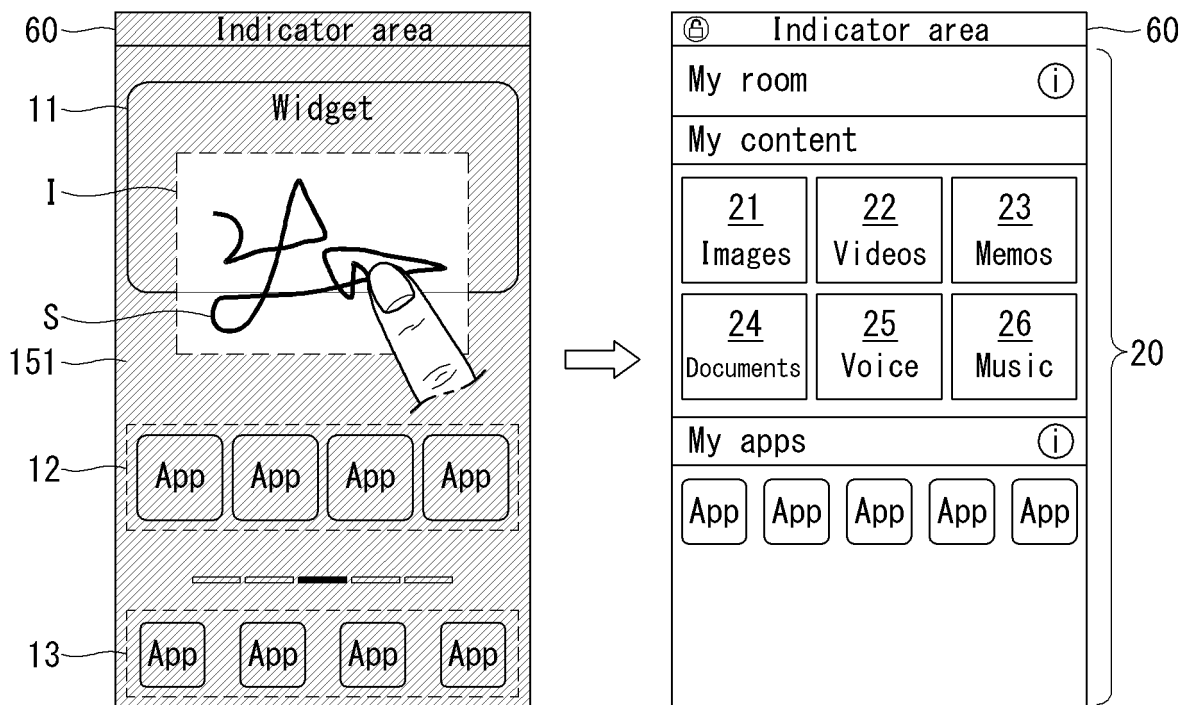 60
Indicator area
11
Widget
I
S
151
12
App App App App
13
App App App App
Indicator area
60
My room
i
My content
21
Images
22
Videos
23
Memos
24
Documents
25
Voice
26
Music
20
My apps
i
App App App App App